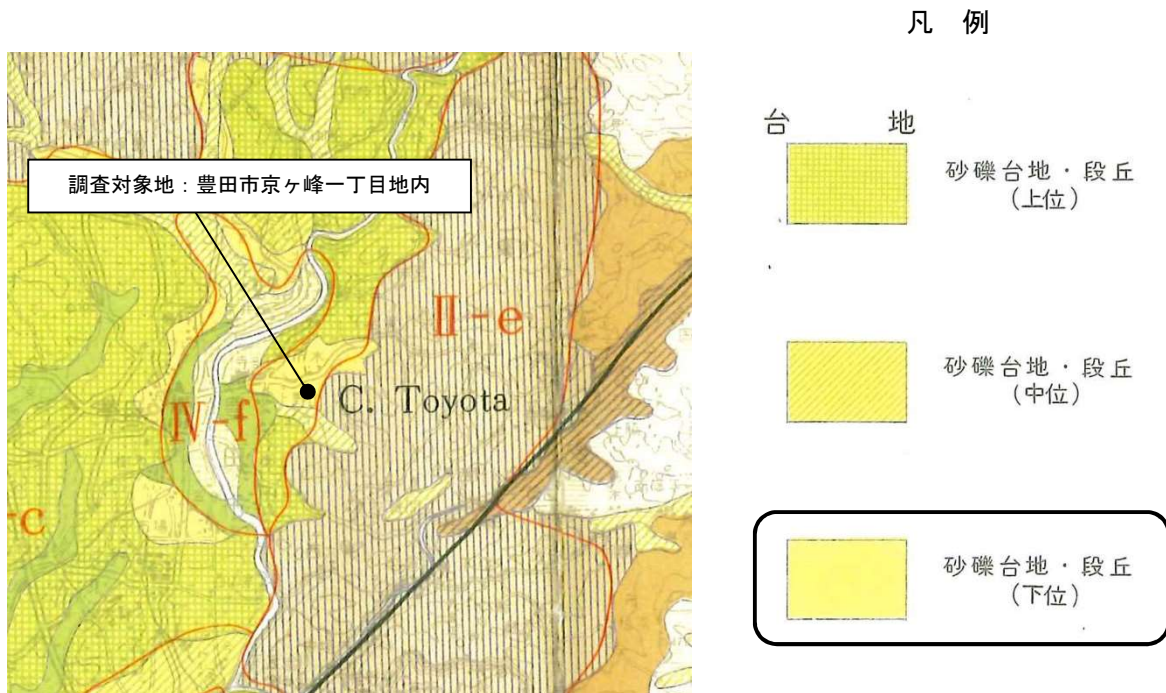 凡 例
調査対象地：豊田市京ヶ峰一丁目地内
II-e
C. Toyota
IV-f
-c
台 地
砂礫台地・段丘
(上位)
砂礫台地・段丘
(中位)
砂礫台地・段丘
(下位)